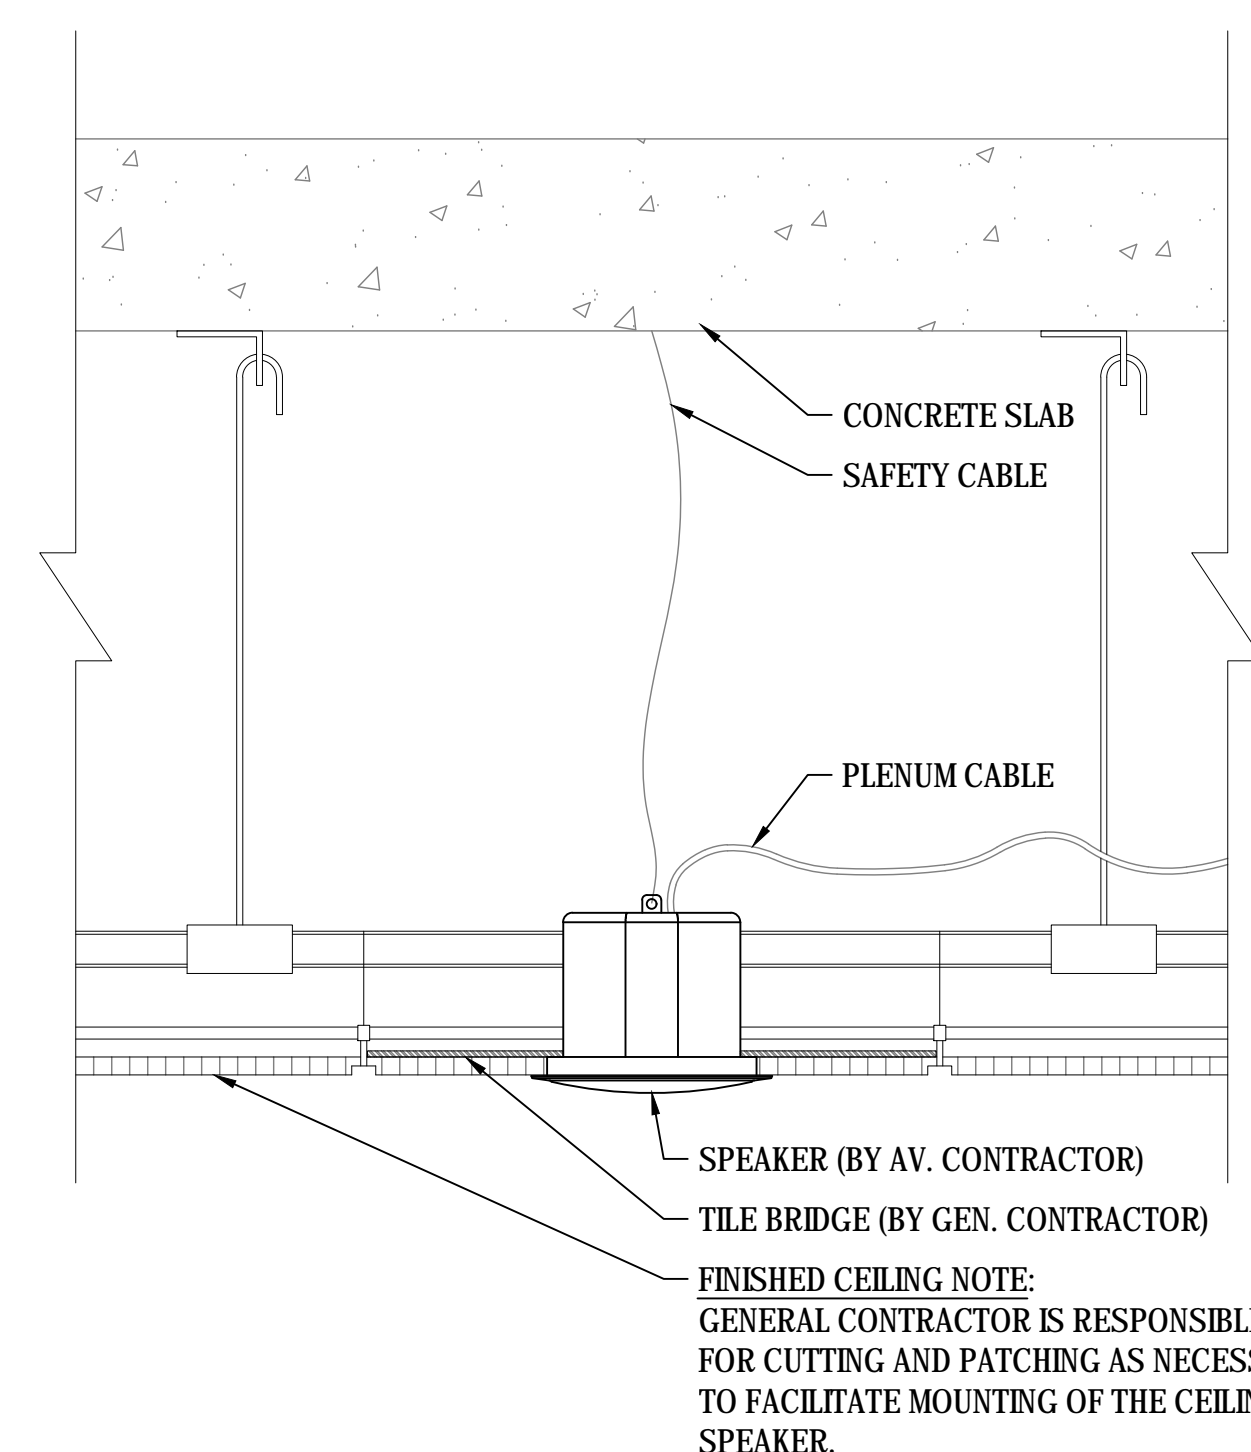 CONCRETE SLAB
SAFETY CABLE
PLENUM CABLE
SPEAKER (BY AV. CONTRACTOR)
TILE BRIDGE (BY GEN. CONTRACTOR)
FINISHED CEILING NOTE:
GENERAL CONTRACTOR IS
FOR CUTTING AND PATCHING AS
TO FACILITATE MOUNTING OF THE
SPEAKER.